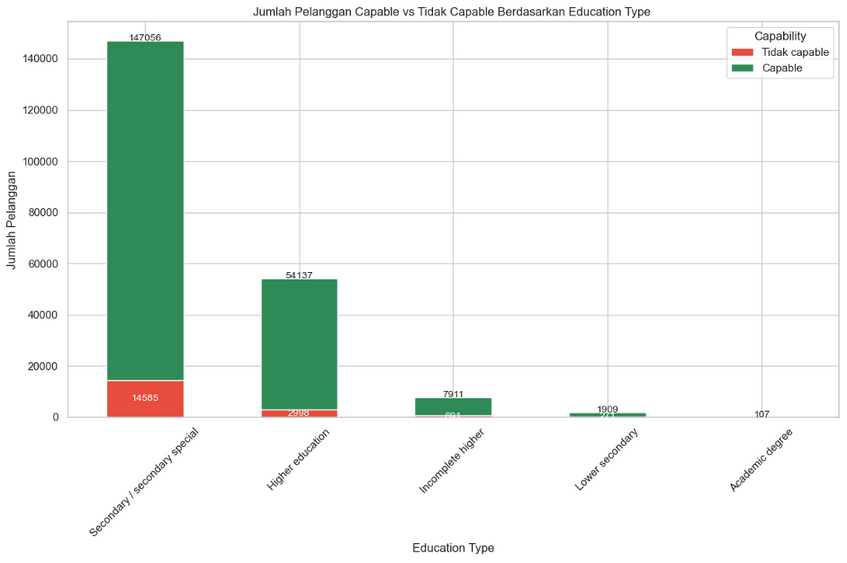 Jumlah Pelanggan Capable vs Tidak Capable Berdasarkan Education Type
Capability
Tidak capable
Capable
Jumlah Pelanggan
140000
120000
100000
80000
60000
40000
20000
0
147056
14585
54137
2998
7911
691
1909
107
Secondary / secondary special
Higher education
Incomplete higher
Lower secondary
Academic degree
Education Type